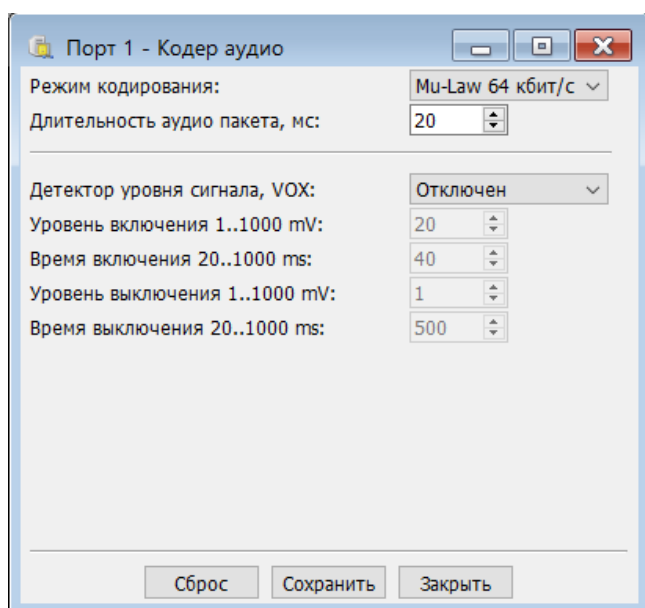 Порт 1 - Кодер аудио
Режим кодирования: Mu-Law 64 кбит/с
Длительность аудио пакета, мс: 20
Детектор уровня сигнала, VOX: Отключен
Уровень включения 1..1000 mV: 20
Время включения 20..1000 ms: 40
Уровень выключения 1..1000 mV: 1
Время выключения 20..1000 ms: 500
Сброс Сохранить Закрыть